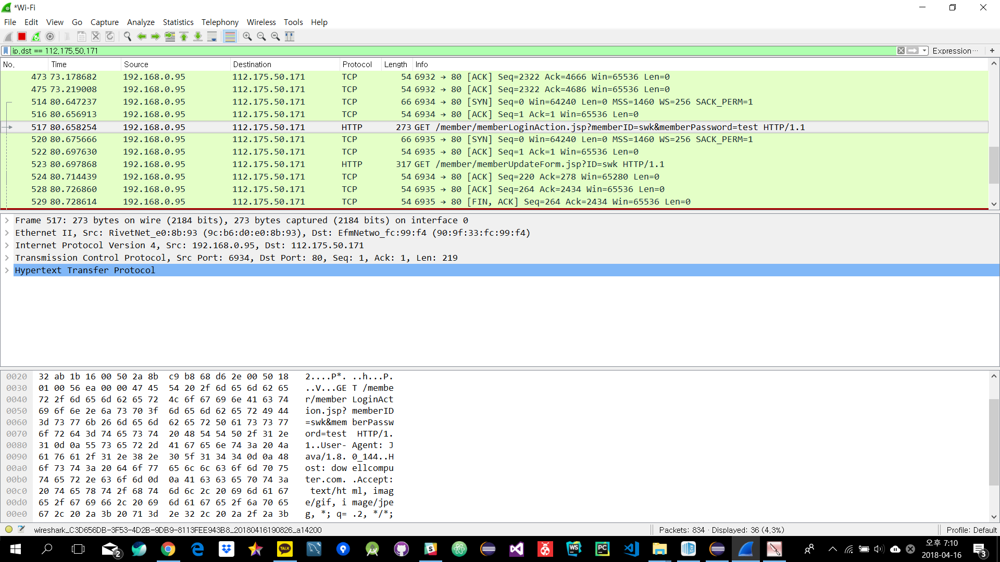 *Wi-Fi
File Edit View Go Capture Analyze Statistics Telephony Wireless Tools Help
ip.dst == 112.175.50.171 Expression… +
No. Time Source Destination Protocol Length Info
473 73.178682 192.168.0.95 112.175.50.171 TCP 54 6932 → 80 [ACK] Seq=2322 Ack=4666 Win=65536 Len=0
475 73.219008 192.168.0.95 112.175.50.171 TCP 54 6932 → 80 [ACK] Seq=2322 Ack=4686 Win=65536 Len=0
514 80.647237 192.168.0.95 112.175.50.171 TCP 66 6934 → 80 [SYN] Seq=0 Win=64240 Len=0 MSS=1460 WS=256 SACK_PERM=1
516 80.656913 192.168.0.95 112.175.50.171 TCP 54 6934 → 80 [ACK] Seq=1 Ack=1 Win=65536 Len=0
517 80.658254 192.168.0.95 112.175.50.171 HTTP 273 GET /member/memberLoginAction.jsp?memberID=swk&memberPassword=test HTTP/1.1
520 80.675666 192.168.0.95 112.175.50.171 TCP 66 6935 → 80 [SYN] Seq=0 Win=64240 Len=0 MSS=1460 WS=256 SACK_PERM=1
522 80.697630 192.168.0.95 112.175.50.171 TCP 54 6935 → 80 [ACK] Seq=1 Ack=1 Win=65536 Len=0
523 80.697868 192.168.0.95 112.175.50.171 HTTP 317 GET /member/memberUpdateForm.jsp?ID=swk HTTP/1.1
524 80.714439 192.168.0.95 112.175.50.171 TCP 54 6934 → 80 [ACK] Seq=220 Ack=278 Win=65280 Len=0
528 80.726860 192.168.0.95 112.175.50.171 TCP 54 6935 → 80 [ACK] Seq=264 Ack=2434 Win=65536 Len=0
529 80.728614 192.168.0.95 112.175.50.171 TCP 54 6935 → 80 [FIN, ACK] Seq=264 Ack=2434 Win=65536 Len=0
Frame 517: 273 bytes on wire (2184 bits), 273 bytes captured (2184 bits) on interface 0
Ethernet II, Src: RivetNet_e0:8b:93 (9c:b6:d0:e0:8b:93), Dst: EfmNetwo_fc:99:f4 (90:9f:33:fc:99:f4)
Internet Protocol Version 4, Src: 192.168.0.95, Dst: 112.175.50.171
Transmission Control Protocol, Src Port: 6934, Dst Port: 80, Seq: 1, Ack: 1, Len: 219
Hypertext Transfer Protocol
0020 32 ab 1b 16 00 50 2a 8b c9 b8 68 d6 2e 00 50 18 2....P*. ..h...P.
0030 01 00 56 ea 00 00 47 45 54 20 2f 6d 65 6d 62 65 ..V...GE T /membe
0040 72 2f 6d 65 6d 62 65 72 4c 6f 67 69 6e 41 63 74 r/member LoginAct
0050 69 6f 6e 2e 6a 73 70 3f 6d 65 6d 62 65 72 49 44 ion.jsp? memberID
0060 3d 73 77 6b 26 6d 65 6d 62 65 72 50 61 73 73 77 =swk&mem berPassw
0070 6f 72 64 3d 74 65 73 74 20 48 54 54 50 2f 31 2e ord=test HTTP/1.
0080 31 0d 0a 55 73 65 72 2d 41 67 65 6e 74 3a 20 4a 1..User- Agent: J
0090 61 76 61 2f 31 2e 38 2e 30 5f 31 34 34 0d 0a 48 ava/1.8. 0_144..H
00a0 6f 73 74 3a 20 64 6f 77 65 6c 6c 63 6f 6d 70 75 ost: dow ellcompu
00b0 74 65 72 2e 63 6f 6d 0d 0a 41 63 63 65 70 74 3a ter.com. .Accept:
00c0 20 74 65 78 74 2f 68 74 6d 6c 2c 20 69 6d 61 67 text/ht ml, imag
00d0 65 2f 67 69 66 2c 20 69 6d 61 67 65 2f 6a 70 65 e/gif, i mage/jpe
00e0 67 2c 20 2a 3b 20 71 3d 2e 32 2c 20 2a 2f 2a 3b g, *; q= .2, */*;
wireshark_C3D656DB-3F53-4D2B-9DB9-8113FEE943B8_20180416190826_a14200 Packets: 834 · Displayed: 36 (4.3%) Profile: Default
2 TALK S WS PC 오후 7:10 3
2018-04-16